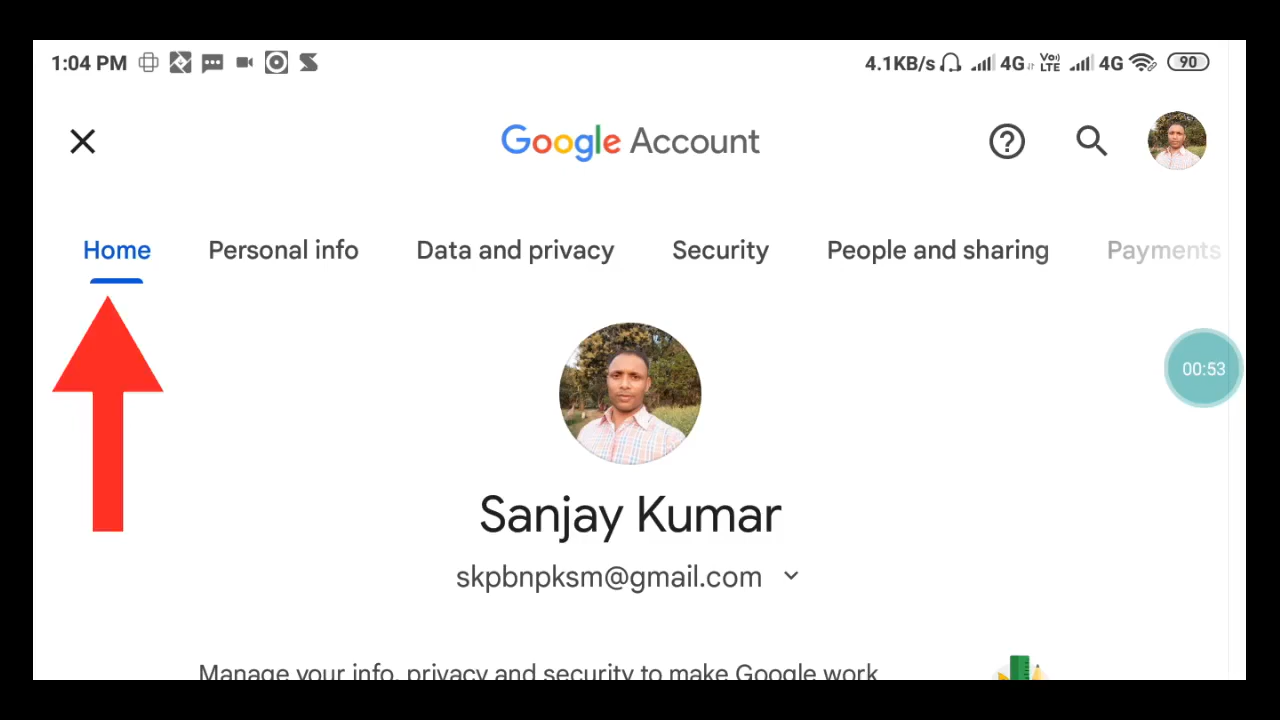 1:04 PM 4.1KB/s 4G Vo) LTE 4G 90
Google Account
Home Personal info Data and privacy Security People and sharing Payments
00:53
Sanjay Kumar
skpbnpksm@gmail.com
Manage your info, privacy and security to make Google work